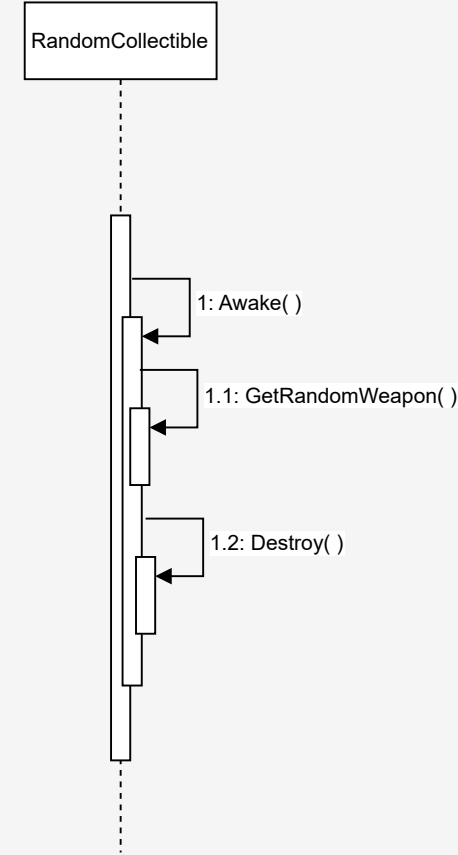 RandomCollectible
1: Awake( )
1.1: GetRandomWeapon( )
1.2: Destroy( )